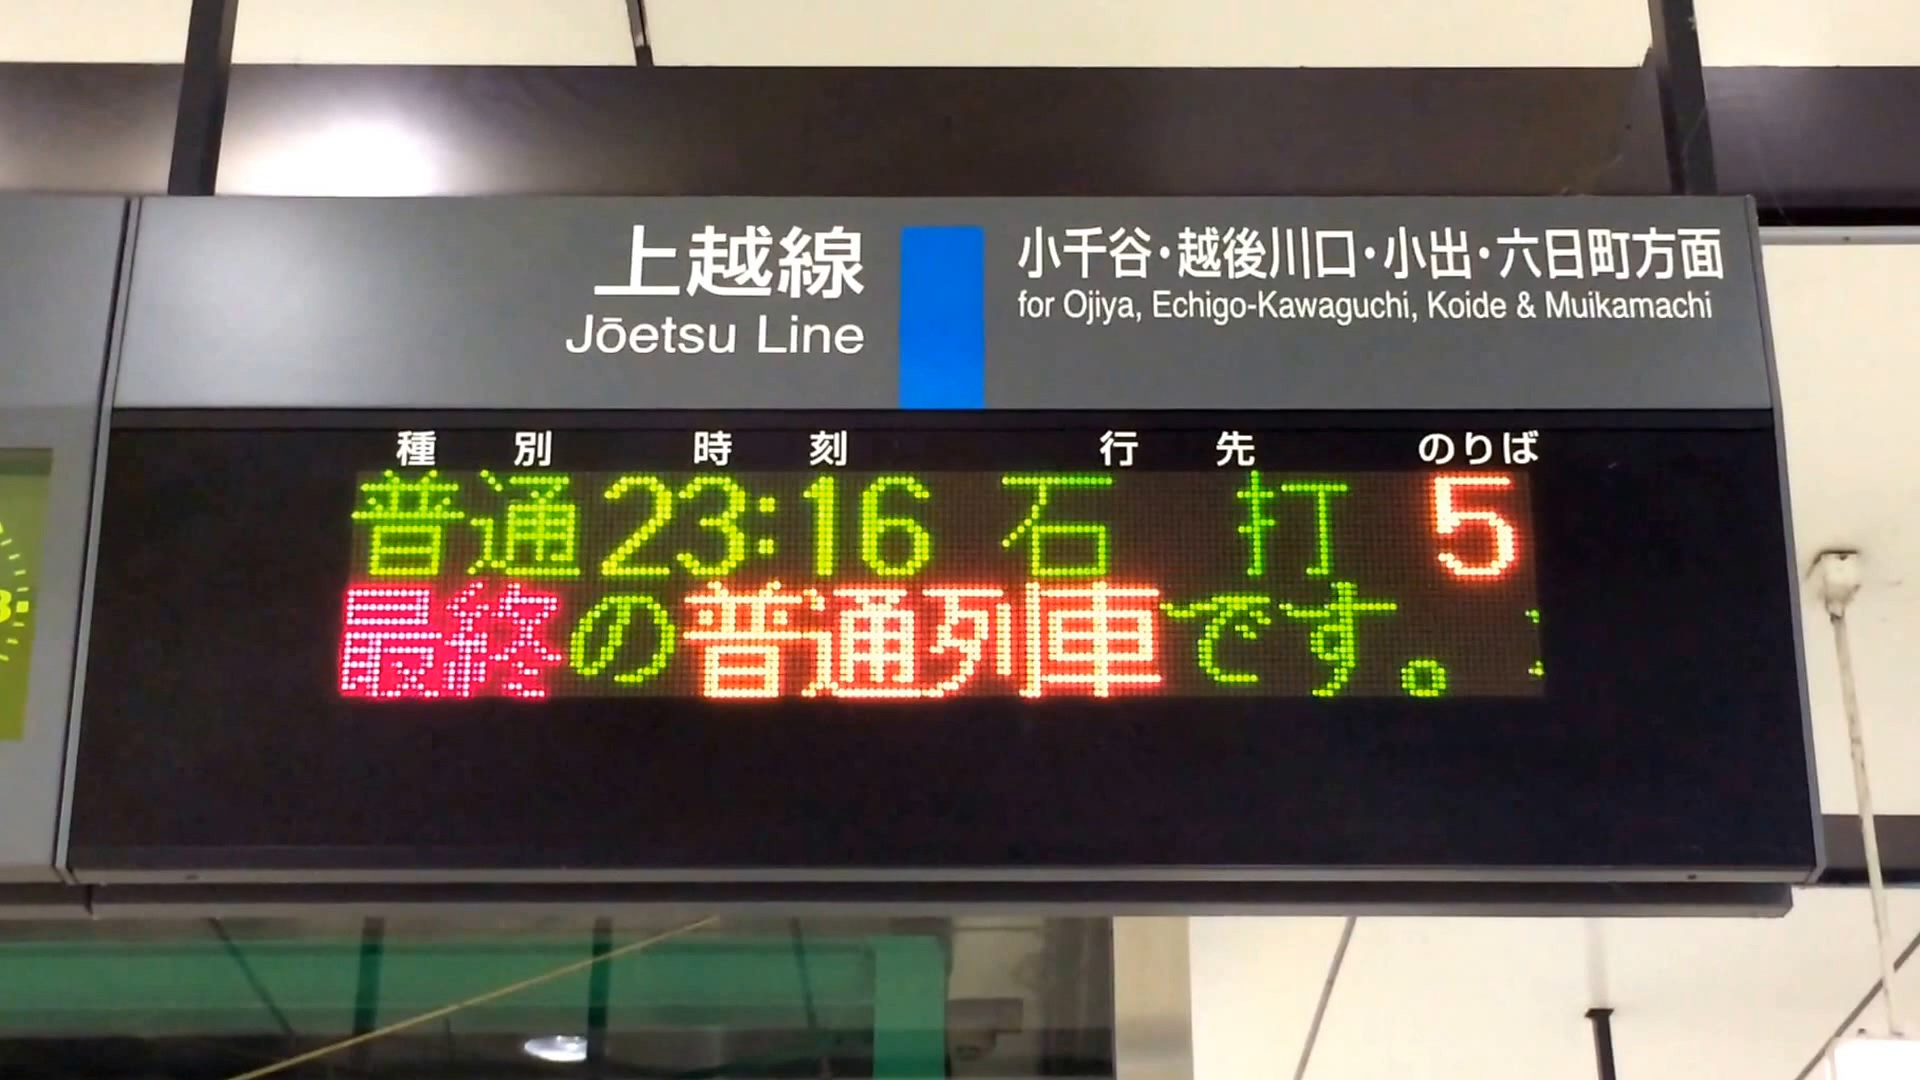 上越線
Jōetsu Line
小千谷・越後川口・小出・六日町方面
for Ojiya, Echigo-Kawaguchi, Koide & Muikamachi
種別 時刻 行先 のりば
普通 23:16 石打 5
最終の普通列車です。